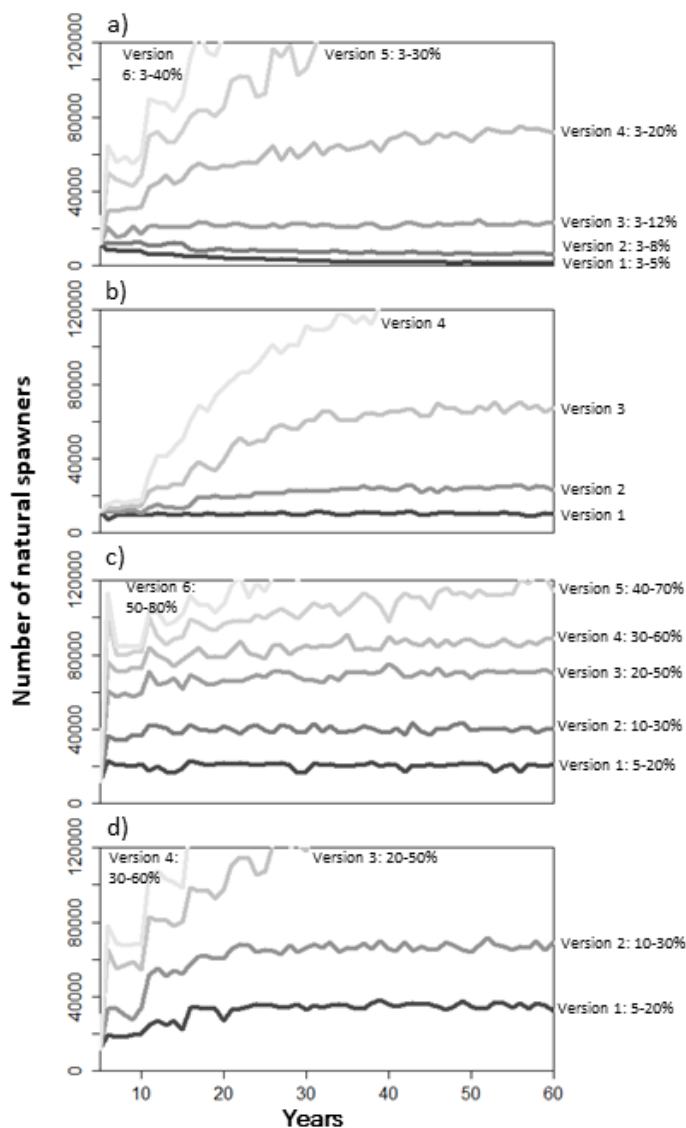 a)
120000
80000
40000
0
Version
6: 3-40%
Version 5: 3-30%
Version 4: 3-20%
Version 3: 3-12%
Version 2: 3-8%
Version 1: 3-5%
b)
120000
80000
40000
0
Version 4
Version 3
Version 2
Version 1
Number of natural spawners
c)
120000
80000
40000
0
Version 6:
50-80%
Version 5: 40-70%
Version 4: 30-60%
Version 3: 20-50%
Version 2: 10-30%
Version 1: 5-20%
d)
120000
80000
40000
0
Version 4:
30-60%
Version 3: 20-50%
Version 2: 10-30%
Version 1: 5-20%
10 20 30 40 50 60
Years